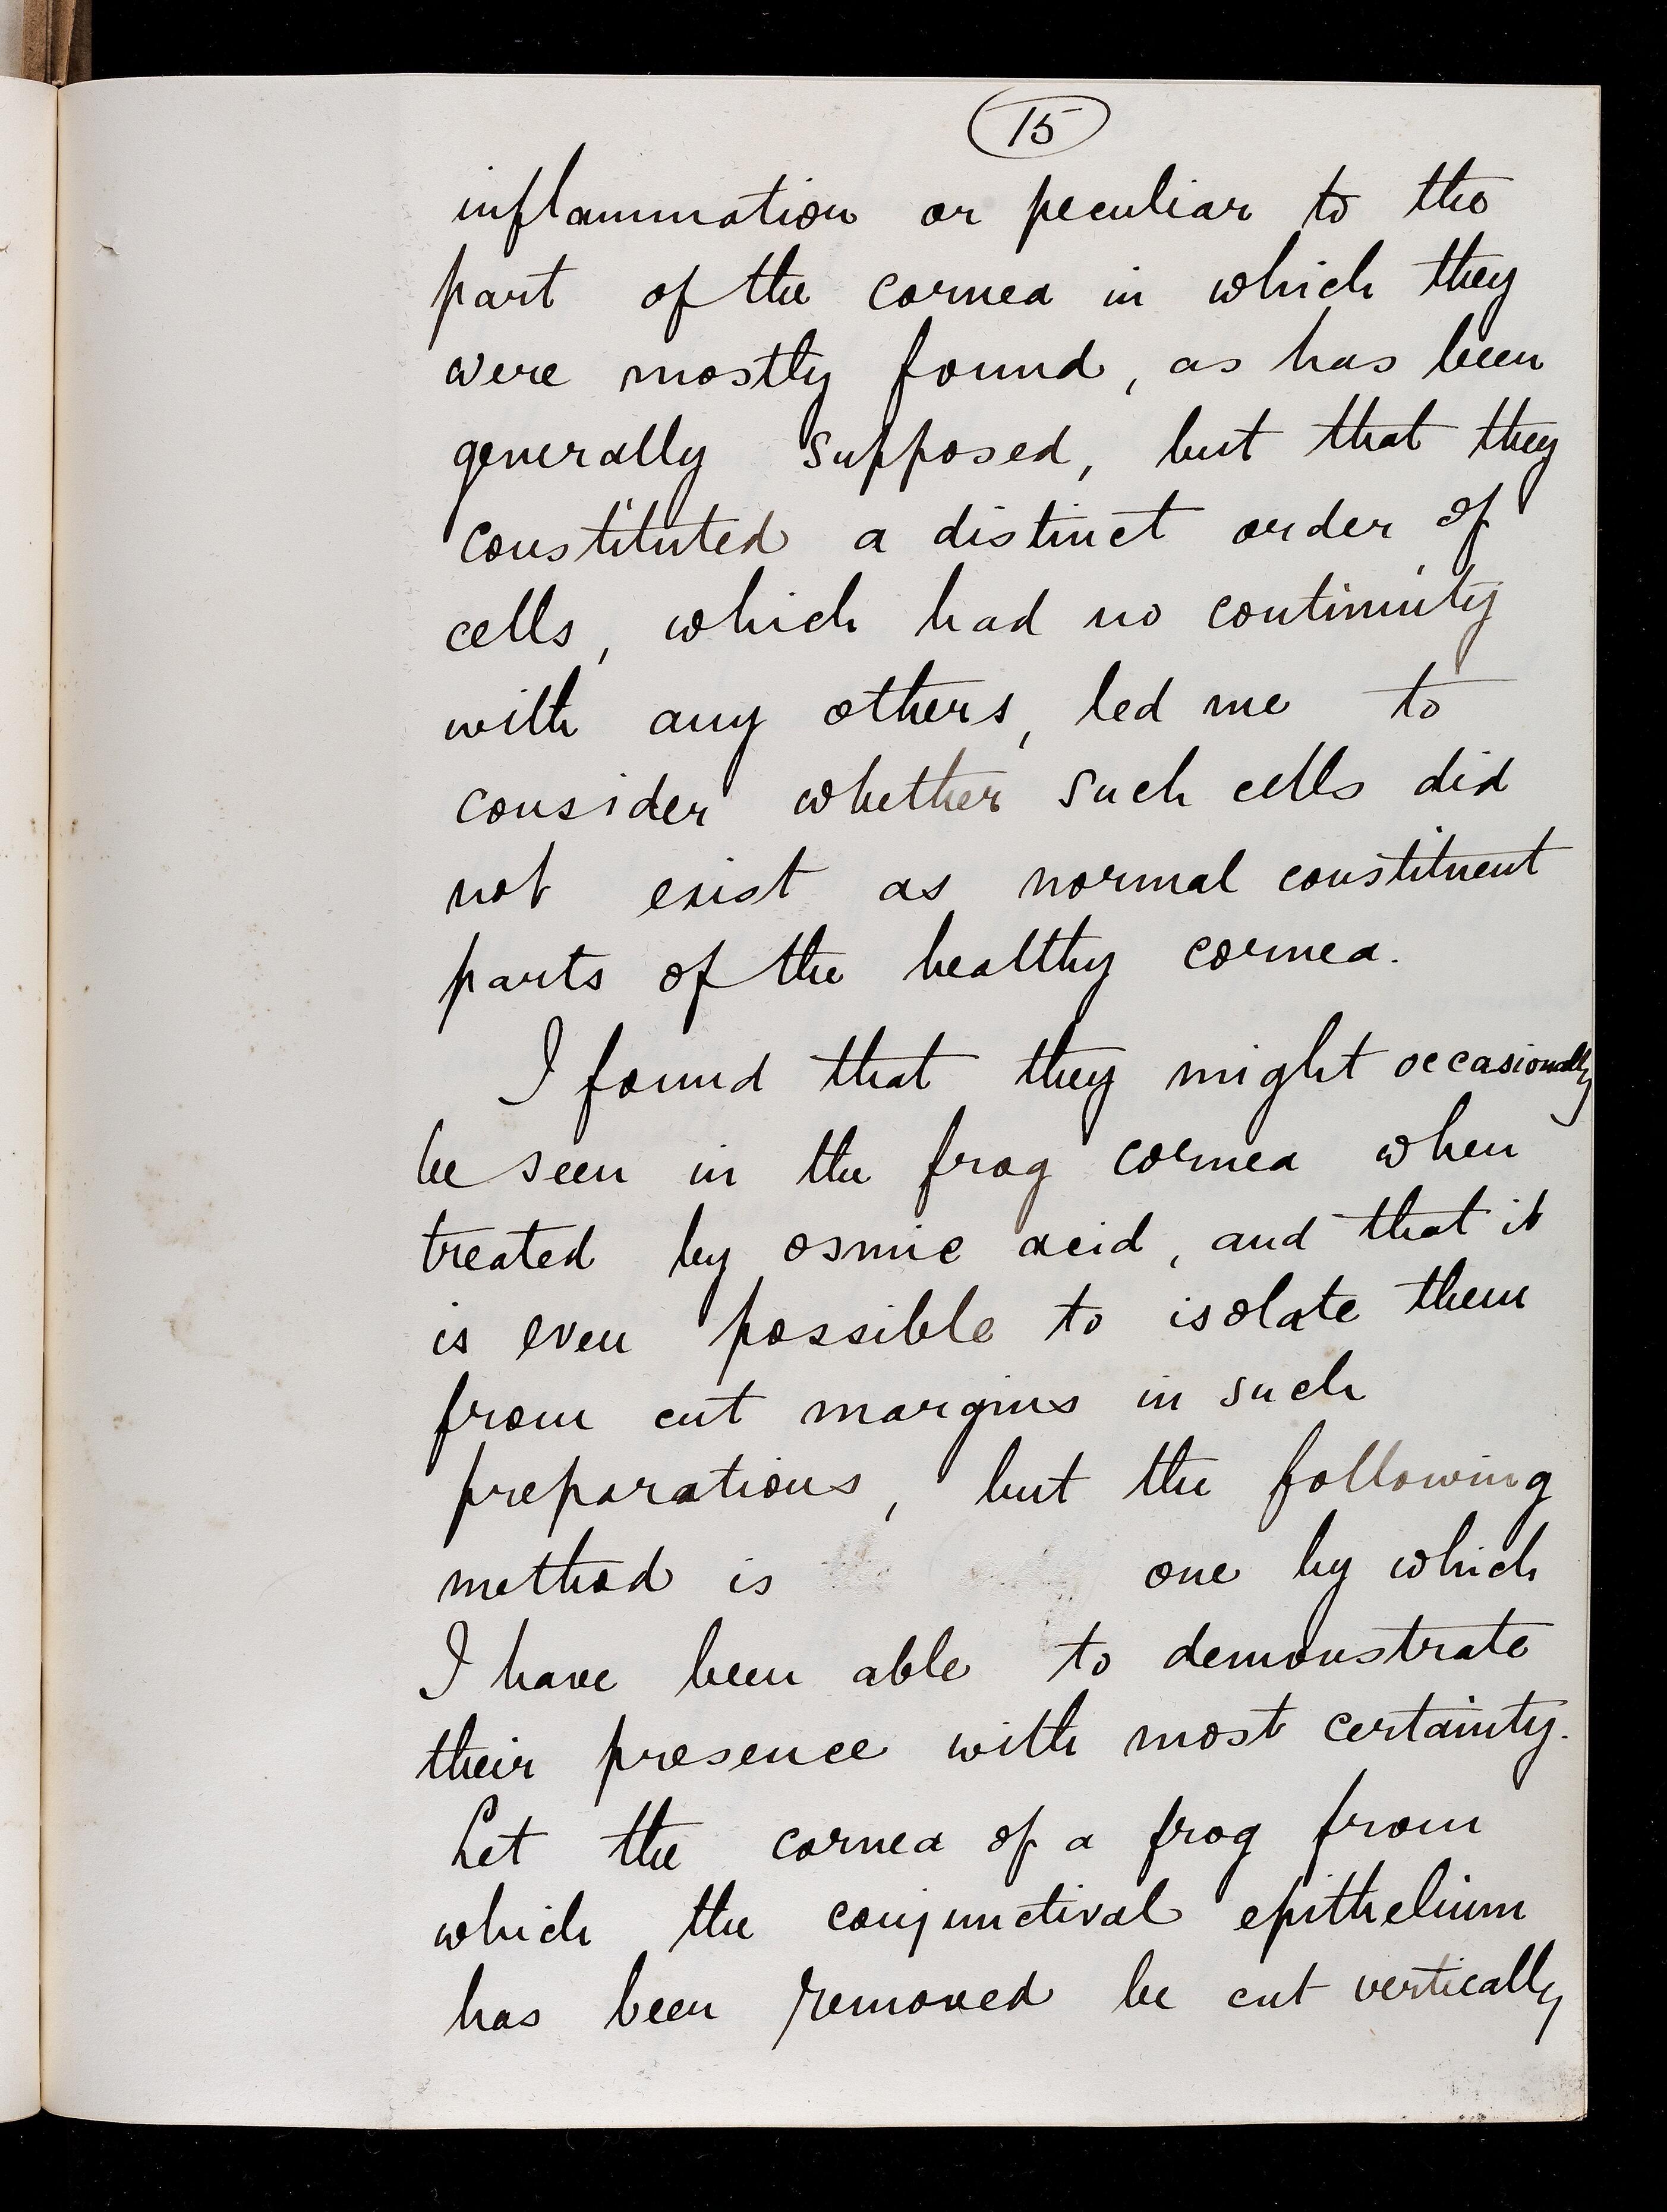 15
inflammation or peculiar to the
part of the cornea in which they
were mostly found, as has been
generally supposed, but that they
constituted a distinct order of
cells, which had no continuity
with any others, led me to
consider whether such cells did
not exist as normal constituent
parts of the healthy cornea.
I found that they might occasionally
be seen in the frog cornea when
treated by osmic acid, and that it
is even possible to isolate them
from cut margins in such
preparations, but the following
method is one by which
I have been able to demonstrate
their presence with most certainty.
Let the cornea of a frog from
which the conjunctival epithelium
has been removed be cut vertically